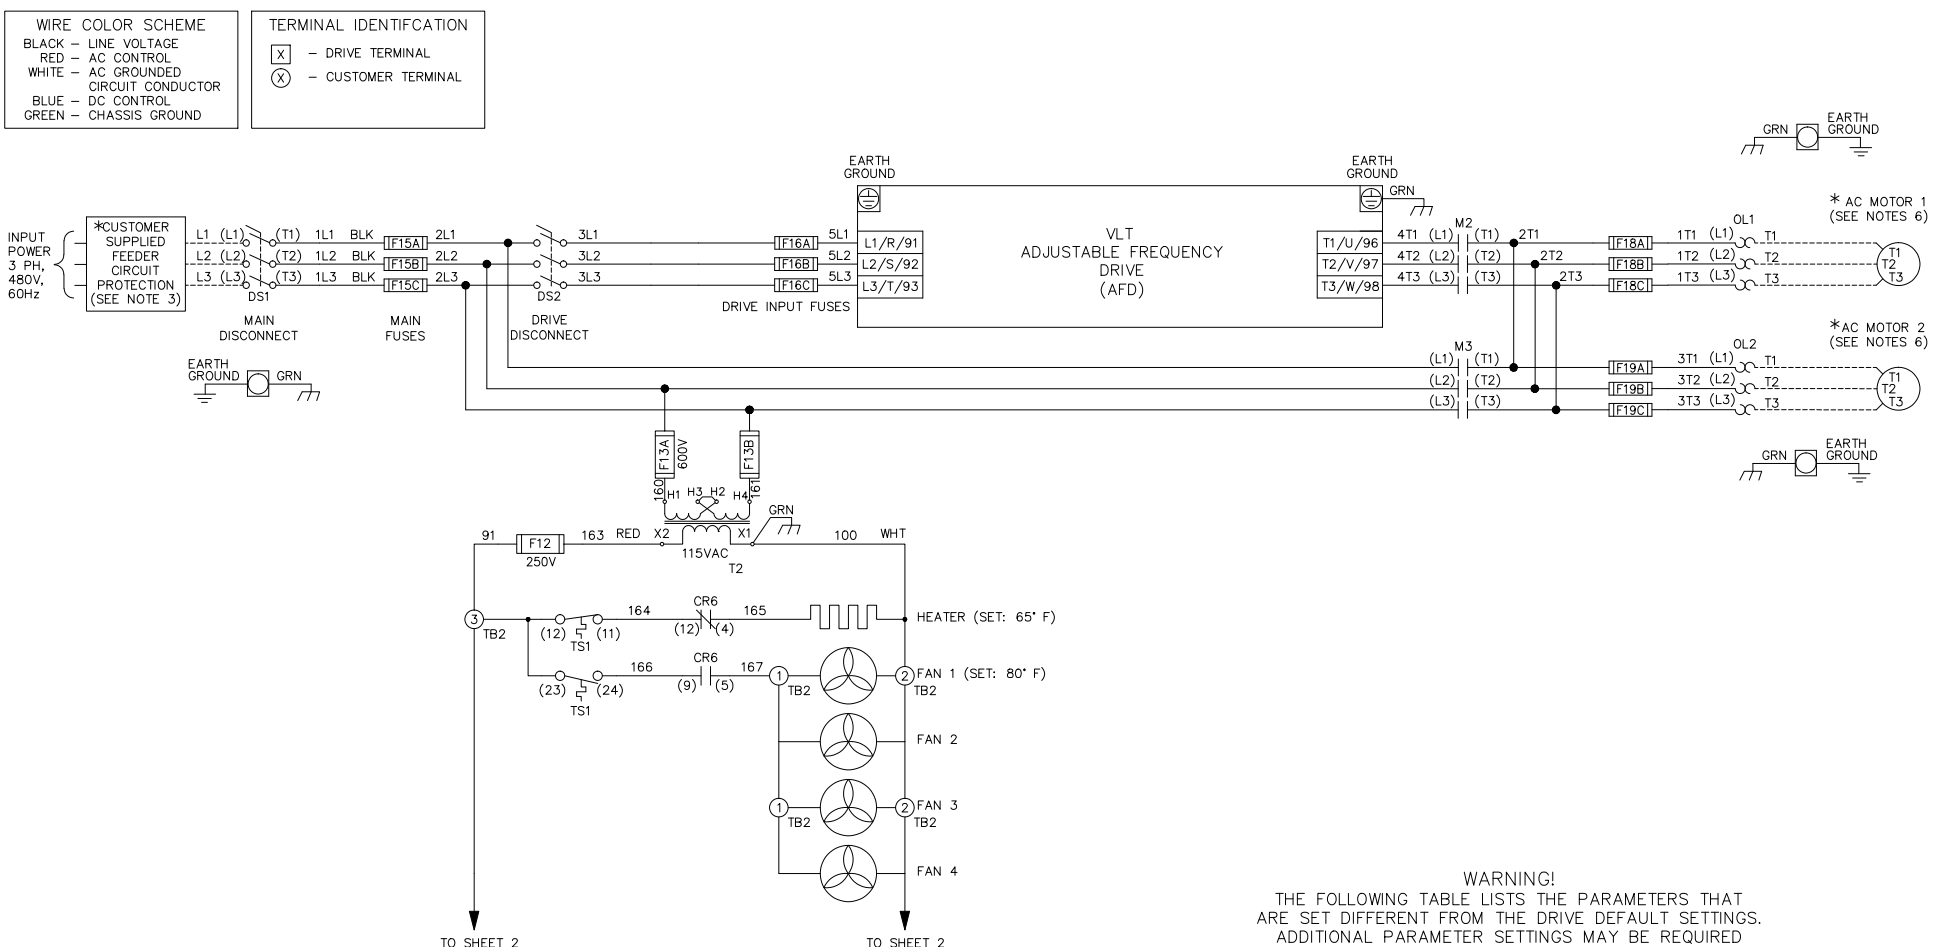 WIRE COLOR SCHEME
BLACK – LINE VOLTAGE
RED – AC CONTROL
WHITE – AC GROUNDED
CIRCUIT CONDUCTOR
BLUE – DC CONTROL
GREEN – CHASSIS GROUND
TERMINAL IDENTIFCATION
X – DRIVE TERMINAL
X – CUSTOMER TERMINAL
INPUT
POWER
3 PH,
480V,
60Hz
*CUSTOMER
SUPPLIED
FEEDER
CIRCUIT
PROTECTION
(SEE NOTE 3)
L1 (L1) (T1) 1L1 BLK F15A 2L1 3L1 F16A 5L1 L1/R/91
L2 (L2) (T2) 1L2 BLK F15B 2L2 3L2 F16B 5L2 L2/S/92
L3 (L3) (T3) 1L3 BLK F15C 2L3 3L3 F16C 5L3 L3/T/93
DS1
DS2
MAIN
DISCONNECT
MAIN
FUSES
DRIVE
DISCONNECT
DRIVE INPUT FUSES
EARTH
GROUND
GRN
EARTH
GROUND
VLT
ADJUSTABLE FREQUENCY
DRIVE
(AFD)
EARTH
GROUND
GRN
M2
OL1
T1/U/96 4T1 (L1) (T1) 2T1 F18A 1T1 (L1) T1
T2/V/97 4T2 (L2) (T2) 2T2 F18B 1T2 (L2) T2
T3/W/98 4T3 (L3) (T3) 2T3 F18C 1T3 (L3) T3
GRN
EARTH
GROUND
* AC MOTOR 1
(SEE NOTES 6)
T1
T2
T3
M3
OL2
(L1) (T1) F19A 3T1 (L1) T1
(L2) (T2) F19B 3T2 (L2) T2
(L3) (T3) F19C 3T3 (L3) T3
*AC MOTOR 2
(SEE NOTES 6)
T1
T2
T3
GRN
EARTH
GROUND
F13A
600V
F13B
160
161
H1 H3 H2 H4
GRN
91 F12 163 RED X2 X1 100 WHT
250V
115VAC
T2
3
TB2
(12) (11)
TS1
164
CR6
(12) (4)
165
HEATER (SET: 65° F)
(23) (24)
TS1
166
CR6
(9) (5)
167
1
TB2
2
TB2
FAN 1 (SET: 80° F)
FAN 2
1
TB2
2
TB2
FAN 3
FAN 4
TO SHEET 2
TO SHEET 2
WARNING!
THE FOLLOWING TABLE LISTS THE PARAMETERS THAT
ARE SET DIFFERENT FROM THE DRIVE DEFAULT SETTINGS.
ADDITIONAL PARAMETER SETTINGS MAY BE REQUIRED